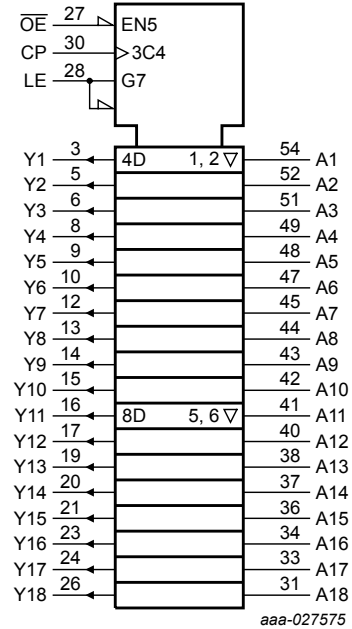 OE 27 EN5
CP 30 3C4
LE 28 G7
Y1 3 4D 1, 2 ▽ 54 A1
Y2 5 52 A2
Y3 6 51 A3
Y4 8 49 A4
Y5 9 48 A5
Y6 10 47 A6
Y7 12 45 A7
Y8 13 44 A8
Y9 14 43 A9
Y10 15 42 A10
Y11 16 8D 5, 6 ▽ 41 A11
Y12 17 40 A12
Y13 19 38 A13
Y14 20 37 A14
Y15 21 36 A15
Y16 23 34 A16
Y17 24 33 A17
Y18 26 31 A18
aaa-027575